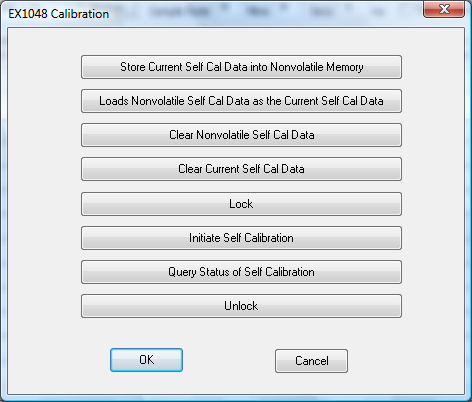 EX1048 Calibration
Store Current Self Cal Data into Nonvolatile Memory
Loads Nonvolatile Self Cal Data as the Current Self Cal Data
Clear Nonvolatile Self Cal Data
Clear Current Self Cal Data
Lock
Initiate Self Calibration
Query Status of Self Calibration
Unlock
OK
Cancel